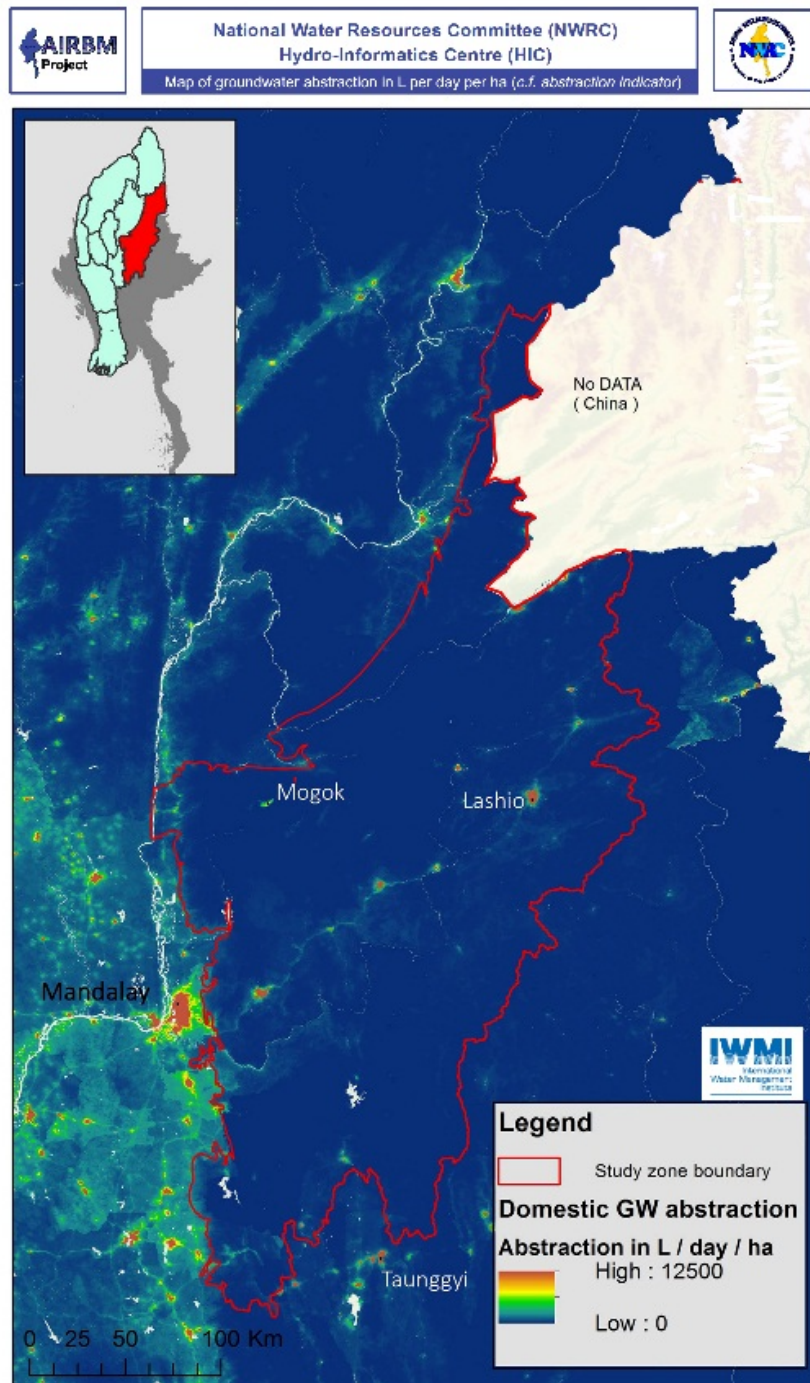 AIRBM
Project
National Water Resources Committee (NWRC)
Hydro-Informatics Centre (HIC)
Map of groundwater abstraction in L per day per ha (c.f. abstraction indicator)
NWRC
No DATA
( China )
Mogok
Lashio
Mandalay
Taunggyi
IWMI
International
Water Management
Institute
Legend
Study zone boundary
Domestic GW abstraction
Abstraction in L / day / ha
High : 12500
Low : 0
0 25 50 100 Km